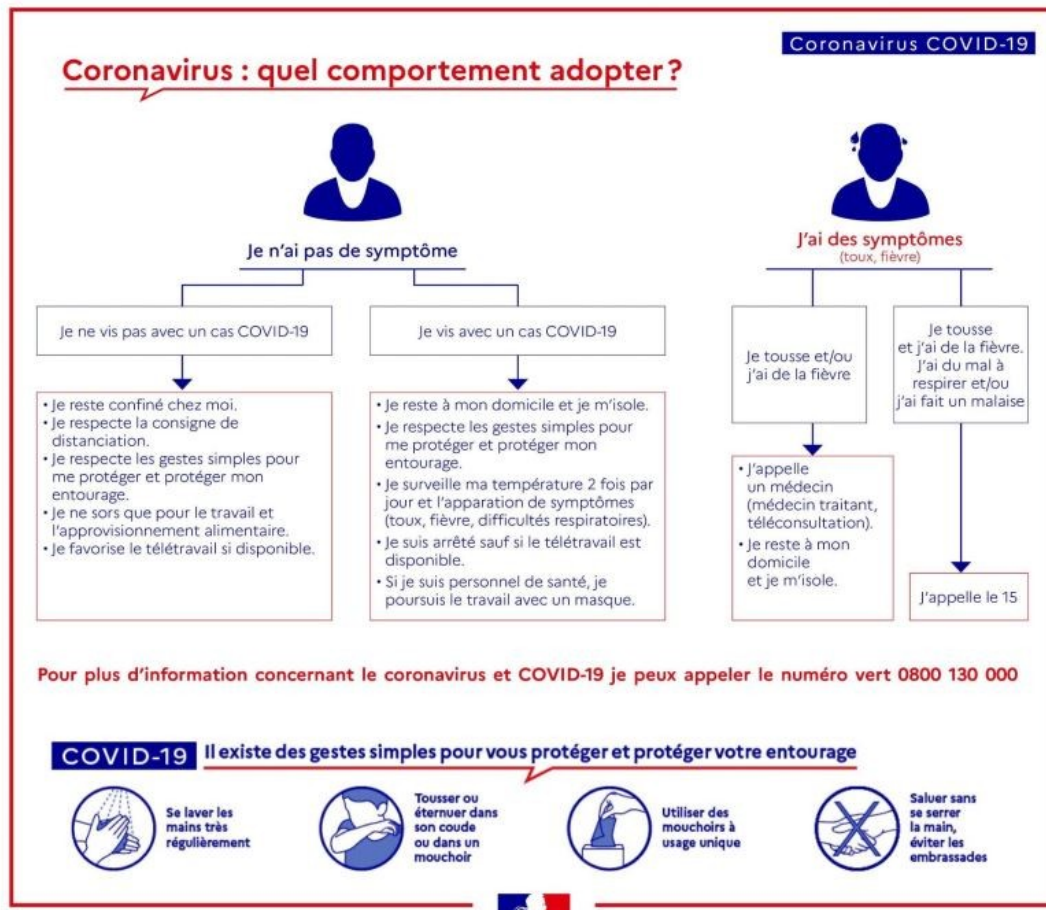 Coronavirus COVID-19
Coronavirus : quel comportement adopter ?
Je n'ai pas de symptôme
J'ai des symptômes
(toux, fièvre)
Je ne vis pas avec un cas COVID-19
Je vis avec un cas COVID-19
Je tousse et/ou
j'ai de la fièvre
Je tousse
et j'ai de la fièvre.
J'ai du mal à
respirer et/ou
j'ai fait un malaise
• Je reste confiné chez moi.
• Je respecte la consigne de
distanciation.
• Je respecte les gestes simples pour
me protéger et protéger mon
entourage.
• Je ne sors que pour le travail et
l'approvisionnement alimentaire.
• Je favorise le télétravail si disponible.
• Je reste à mon domicile et je m'isole.
• Je respecte les gestes simples pour
me protéger et protéger mon
entourage.
• Je surveille ma température 2 fois par
jour et l'apparation de symptômes
(toux, fièvre, difficultés respiratoires).
• Je suis arrêté sauf si le télétravail est
disponible.
• Si je suis personnel de santé, je
poursuis le travail avec un masque.
• J'appelle
un médecin
(médecin traitant,
téléconsultation).
• Je reste à mon
domicile
et je m'isole.
J'appelle le 15
Pour plus d'information concernant le coronavirus et COVID-19 je peux appeler le numéro vert 0800 130 000
COVID-19 Il existe des gestes simples pour vous protéger et protéger votre entourage
Se laver les
mains très
régulièrement
Tousser ou
éternuer dans
son coude
ou dans un
mouchoir
Utiliser des
mouchoirs à
usage unique
Saluer sans
se serrer
la main,
éviter les
embrassades